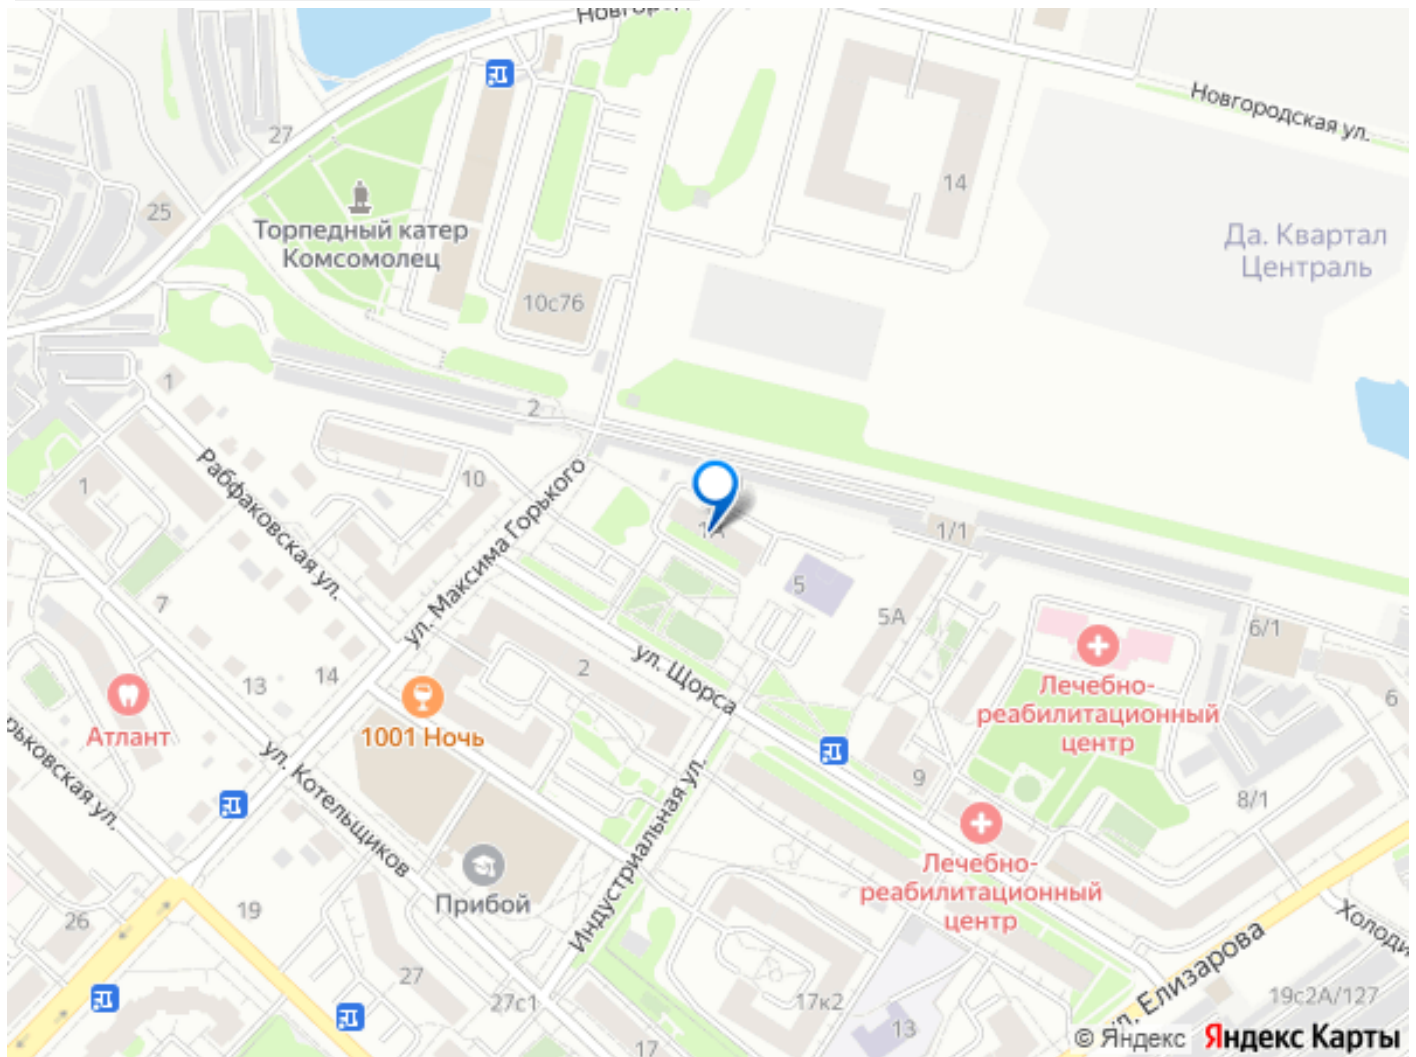 Новгородская ул.
27
14
25
Торпедный катер
Комсомолец
Да. Квартал
Централь
10с76
1
2
Рабфаковская ул.
10
ул. Максима Горького
1
1А
1/1
5
5А
7
6/1
ул. Щорса
2
14
13
Лечебно-
реабилитационный
центр
6
Атлант
1001 Ночь
ул. Котельщиков
Индустриальная ул.
9
8/1
Лечебно-
реабилитационный
центр
Прибой
26
19
27
27с1
17к2
13
17
ул. Елизарова
19с2А/127
© Яндекс Яндекс Карты